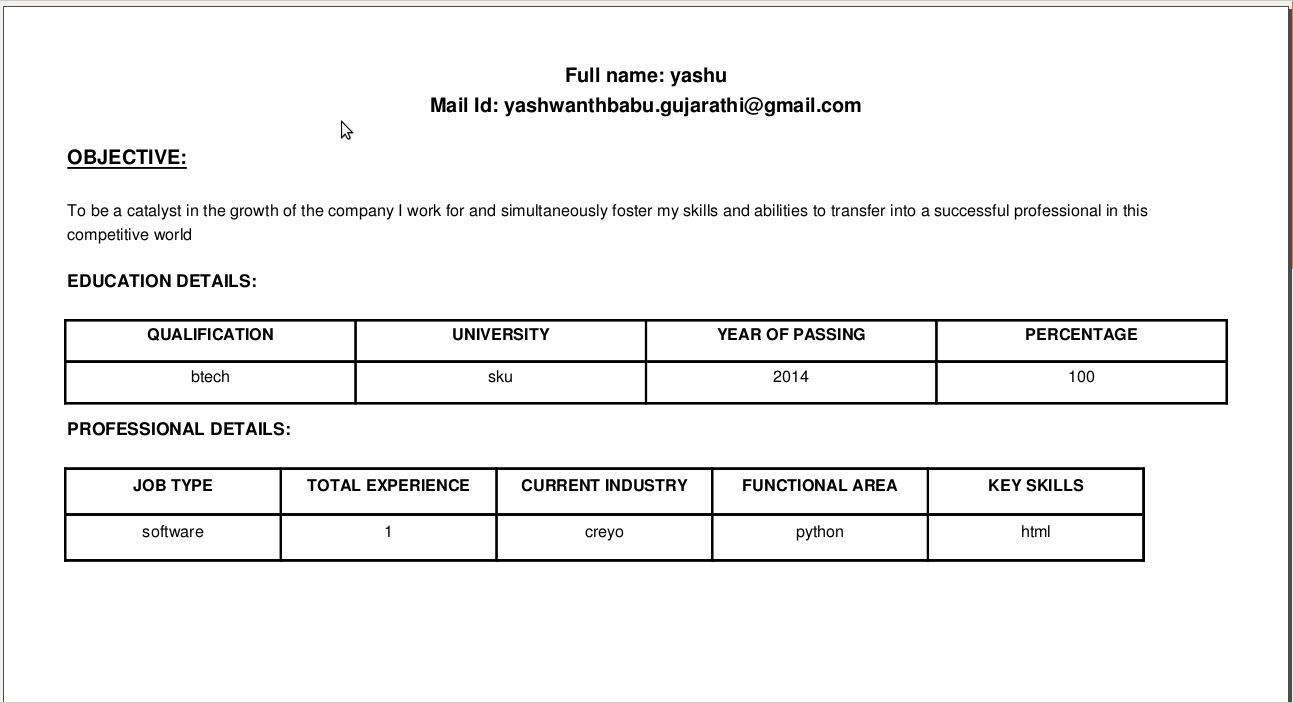 Full name: yashu
Mail Id: yashwanthbabu.gujarathi@gmail.com
OBJECTIVE:
To be a catalyst in the growth of the company I work for and simultaneously foster my skills and abilities to transfer into a successful professional in this
competitive world
EDUCATION DETAILS:
QUALIFICATION UNIVERSITY YEAR OF PASSING PERCENTAGE
btech sku 2014 100
PROFESSIONAL DETAILS:
JOB TYPE TOTAL EXPERIENCE CURRENT INDUSTRY FUNCTIONAL AREA KEY SKILLS
software 1 creyo python html